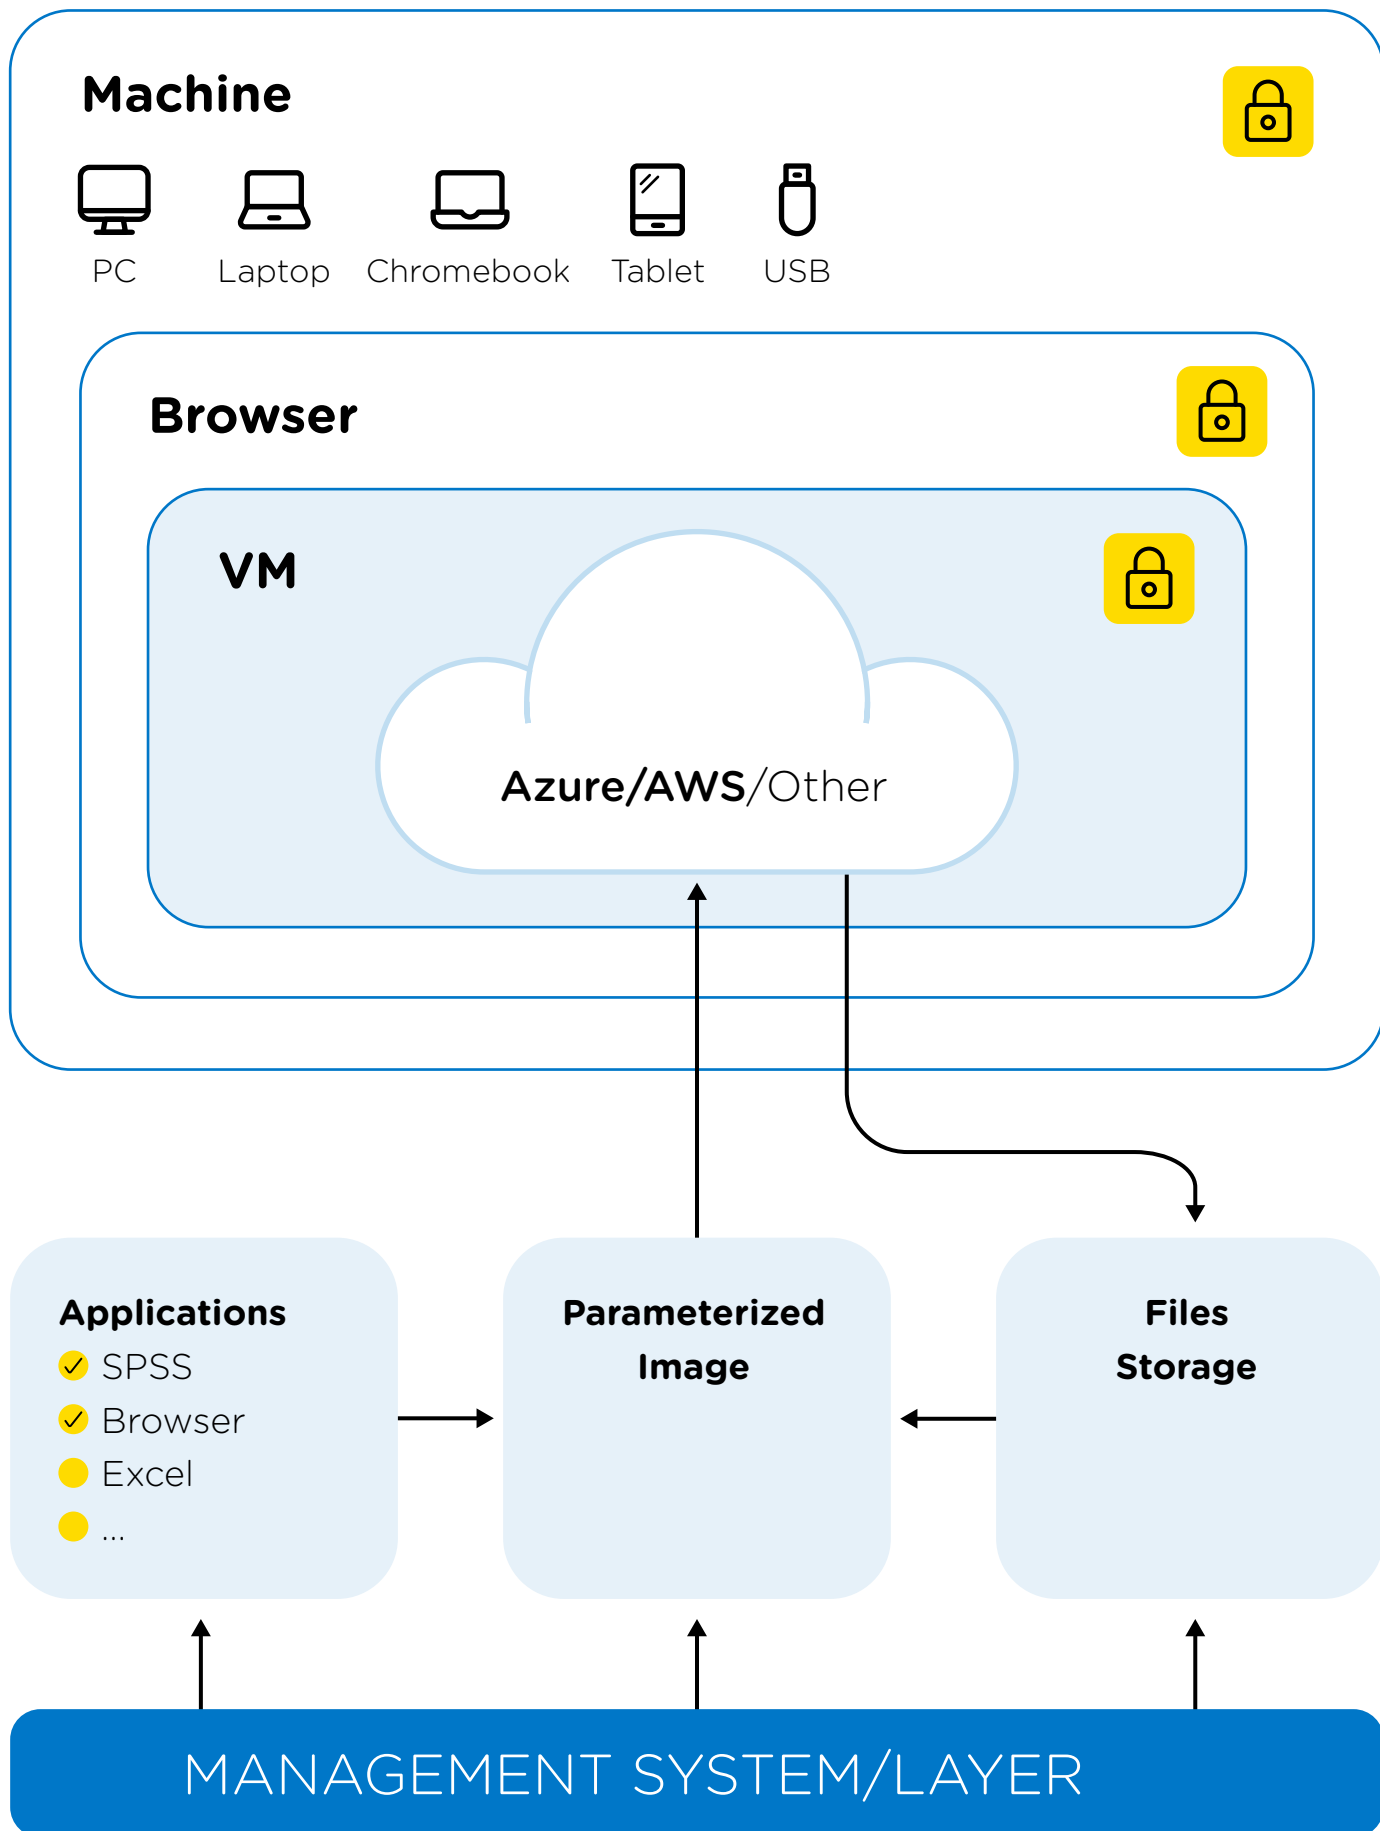 Machine
PC Laptop Chromebook Tablet USB
Browser
VM
Azure/AWS/Other
Applications
SPSS
Browser
Excel
...
Parameterized
Image
Files
Storage
MANAGEMENT SYSTEM/LAYER